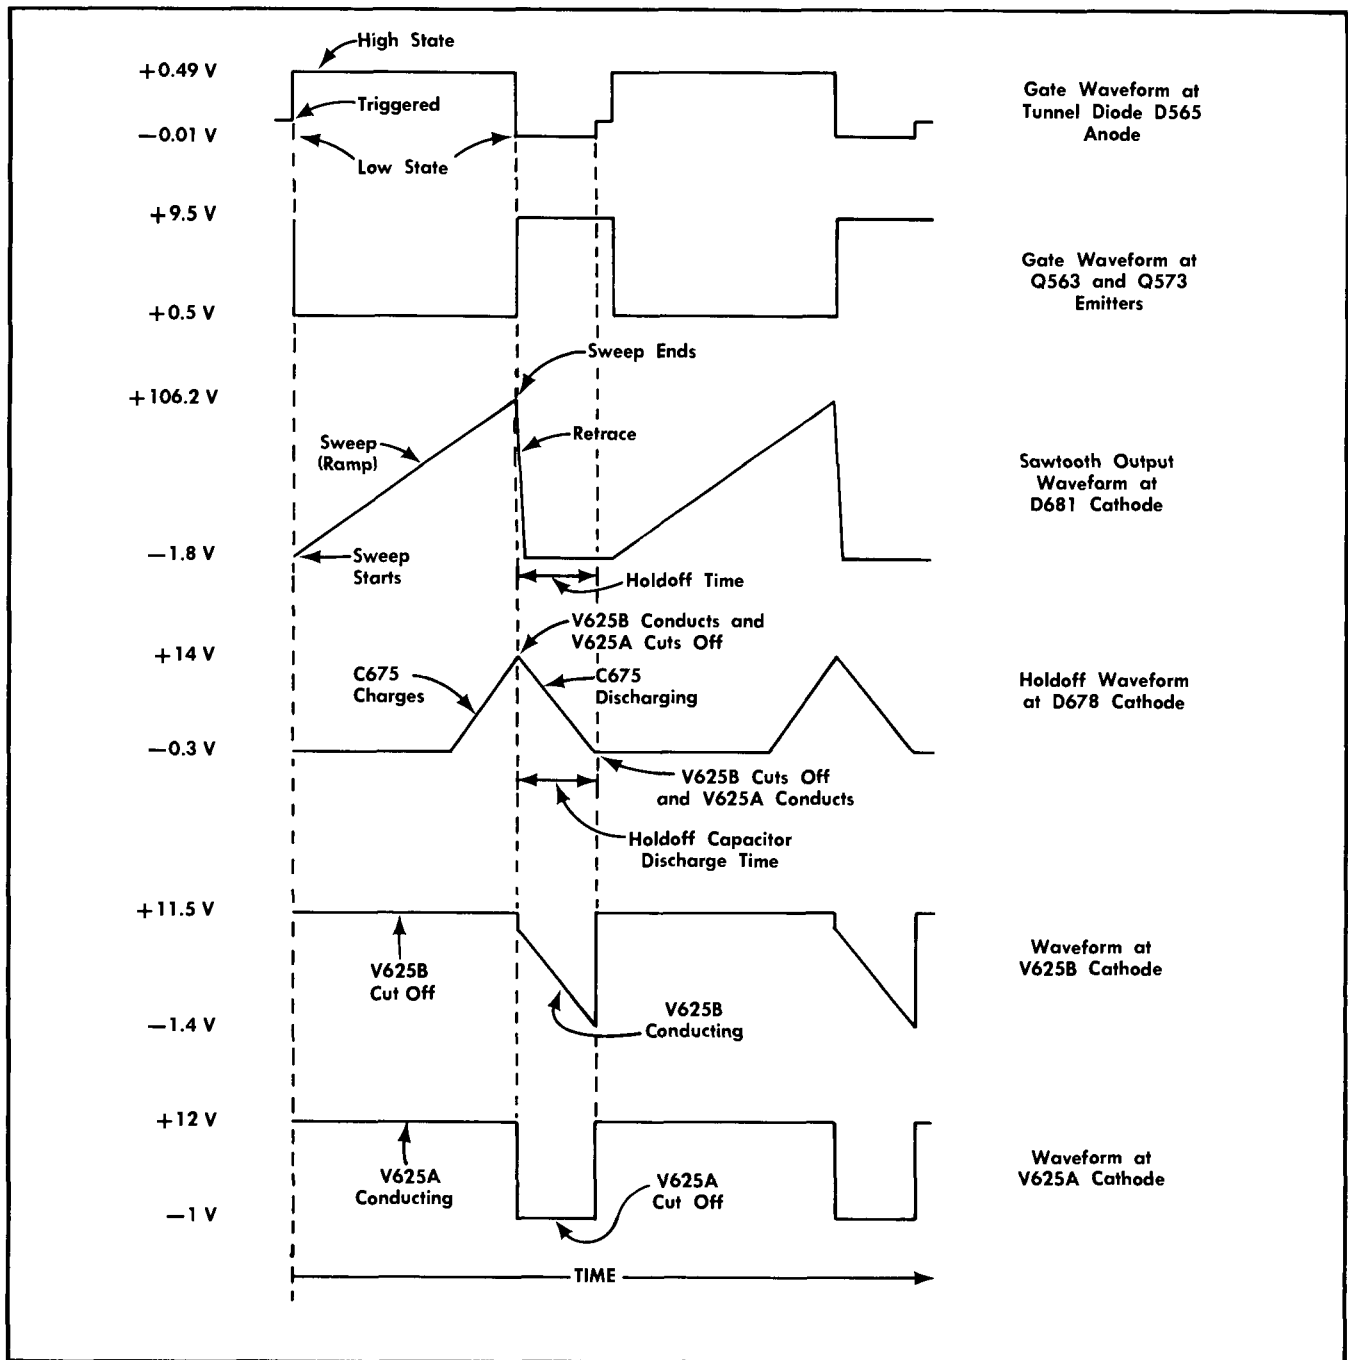 High State
+0.49 V
Triggered
−0.01 V
Low State
Gate Waveform at
Tunnel Diode D565
Anode
+9.5 V
+0.5 V
Gate Waveform at
Q563 and Q573
Emitters
Sweep Ends
+106.2 V
Sweep
(Ramp)
Retrace
−1.8 V
Sweep
Starts
Holdoff Time
Sawtooth Output
Waveform at
D681 Cathode
V625B Conducts and
V625A Cuts Off
+14 V
C675
Charges
C675
Discharging
−0.3 V
V625B Cuts Off
and V625A Conducts
Holdoff Capacitor
Discharge Time
Holdoff Waveform
at D678 Cathode
+11.5 V
V625B
Cut Off
−1.4 V
V625B
Conducting
Waveform at
V625B Cathode
+12 V
V625A
Conducting
V625A
Cut Off
−1 V
Waveform at
V625A Cathode
TIME